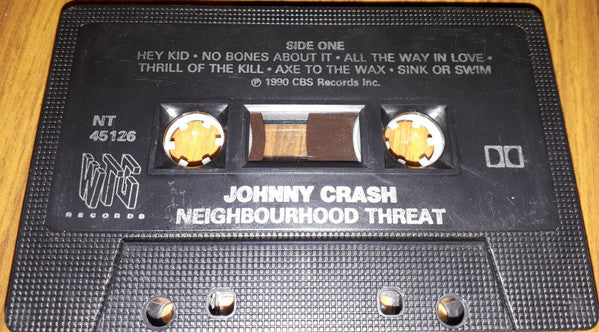 SIDE ONE
HEY KID • NO BONES ABOUT IT • ALL THE WAY IN LOVE •
THRILL OF THE KILL • AXE TO THE WAX • SINK OR SWIM
℗ 1990 CBS Records Inc.
NT
45126
WTG
RECORDS
JOHNNY CRASH
NEIGHBOURHOOD THREAT